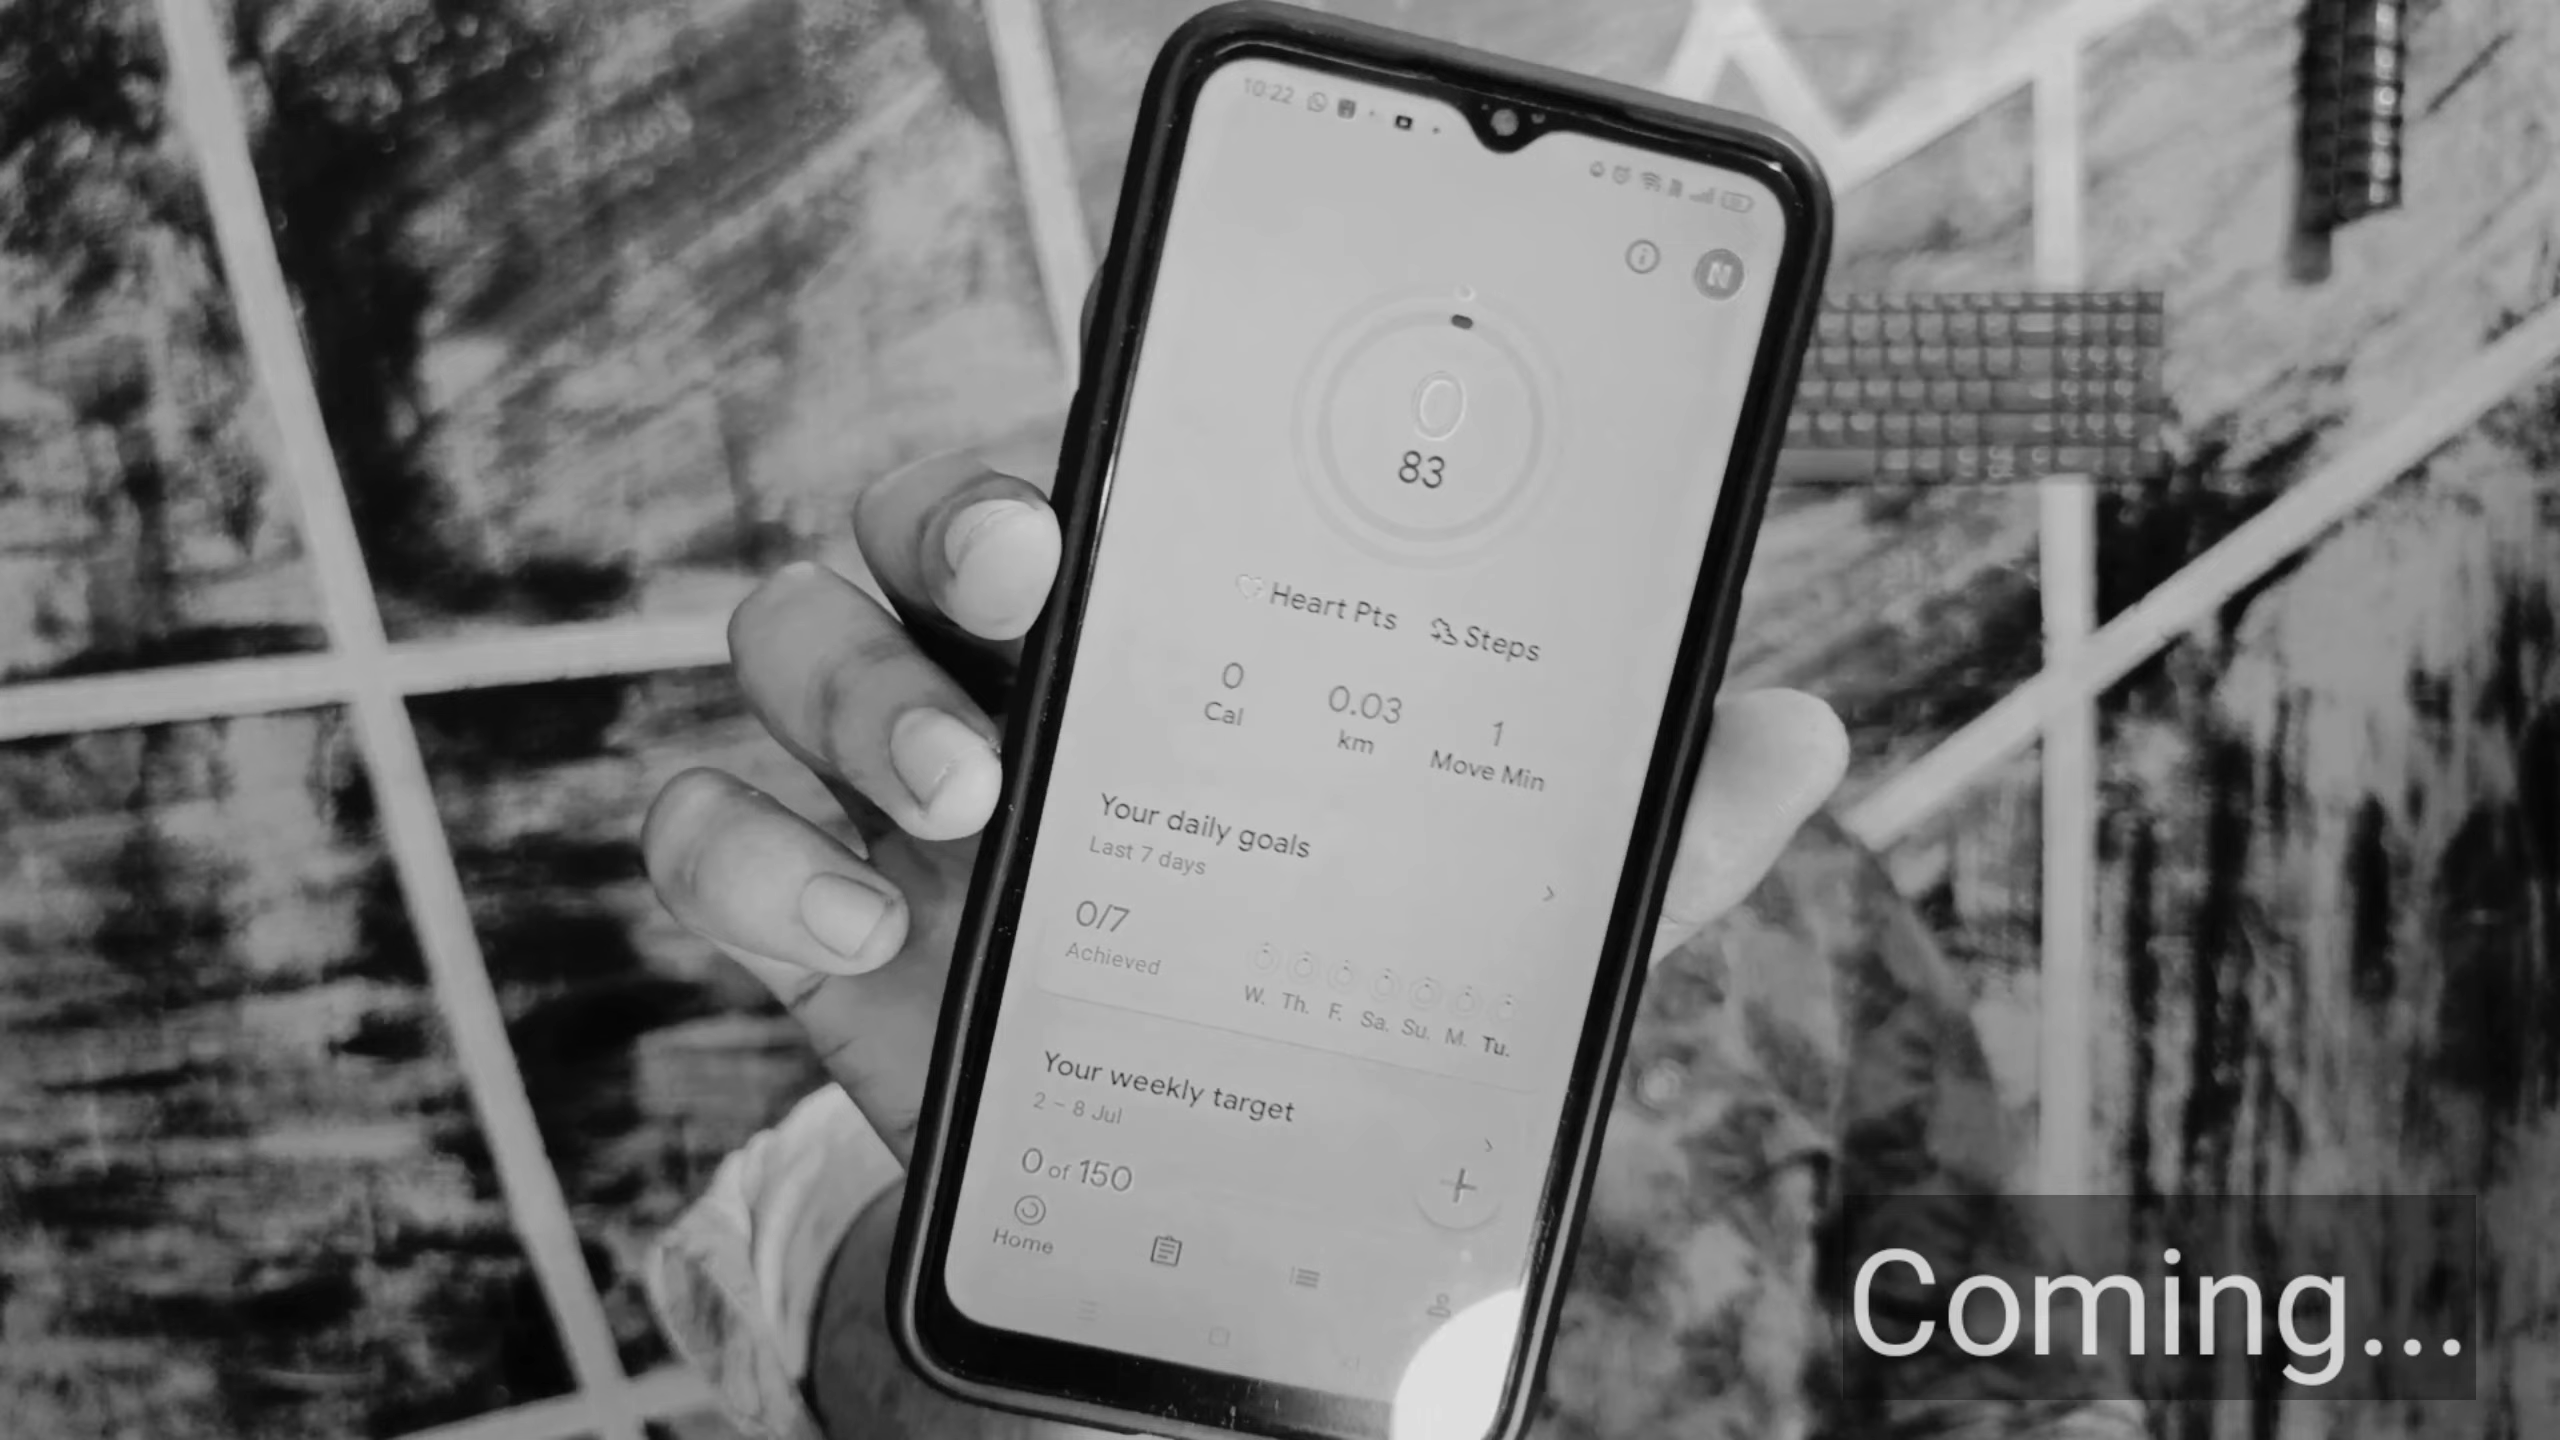 10:22
N
0
83
Heart Pts Steps
0 0.03 1
Cal km Move Min
Your daily goals
Last 7 days
0/7
Achieved
W. Th. F. Sa. Su. M. Tu.
Your weekly target
2 – 8 Jul
0 of 150
Home
Coming...